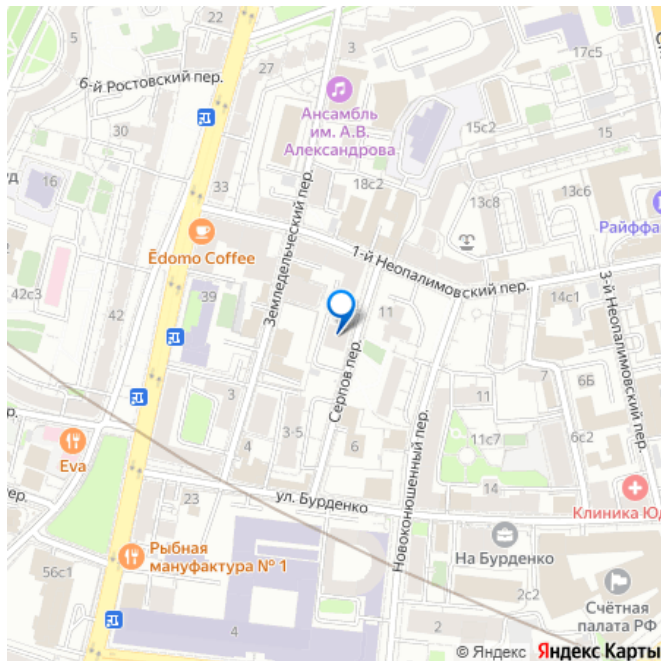 5
3
17с5
6-й Ростовский пер.
27
Ансамбль
им. А.В.
Александрова
30
15с2
15
16
33
18с2
13с6
13с8
Ēdomo Coffee
1-й Неопалимовский пер.
Земледельческий пер.
3-й Неопалимовский пер.
42с3
42
39
14с1
11
Серпов пер.
3
3-5
4
6
11
7
6Б
11с7
6с2
Новоконюшенный пер.
Eva
пер.
23
ул. Бурденко
14
Рыбная
мануфактура № 1
На Бурденко
56с1
2с2
Счётная
палата РФ
4
2
© Яндекс Яндекс Карты